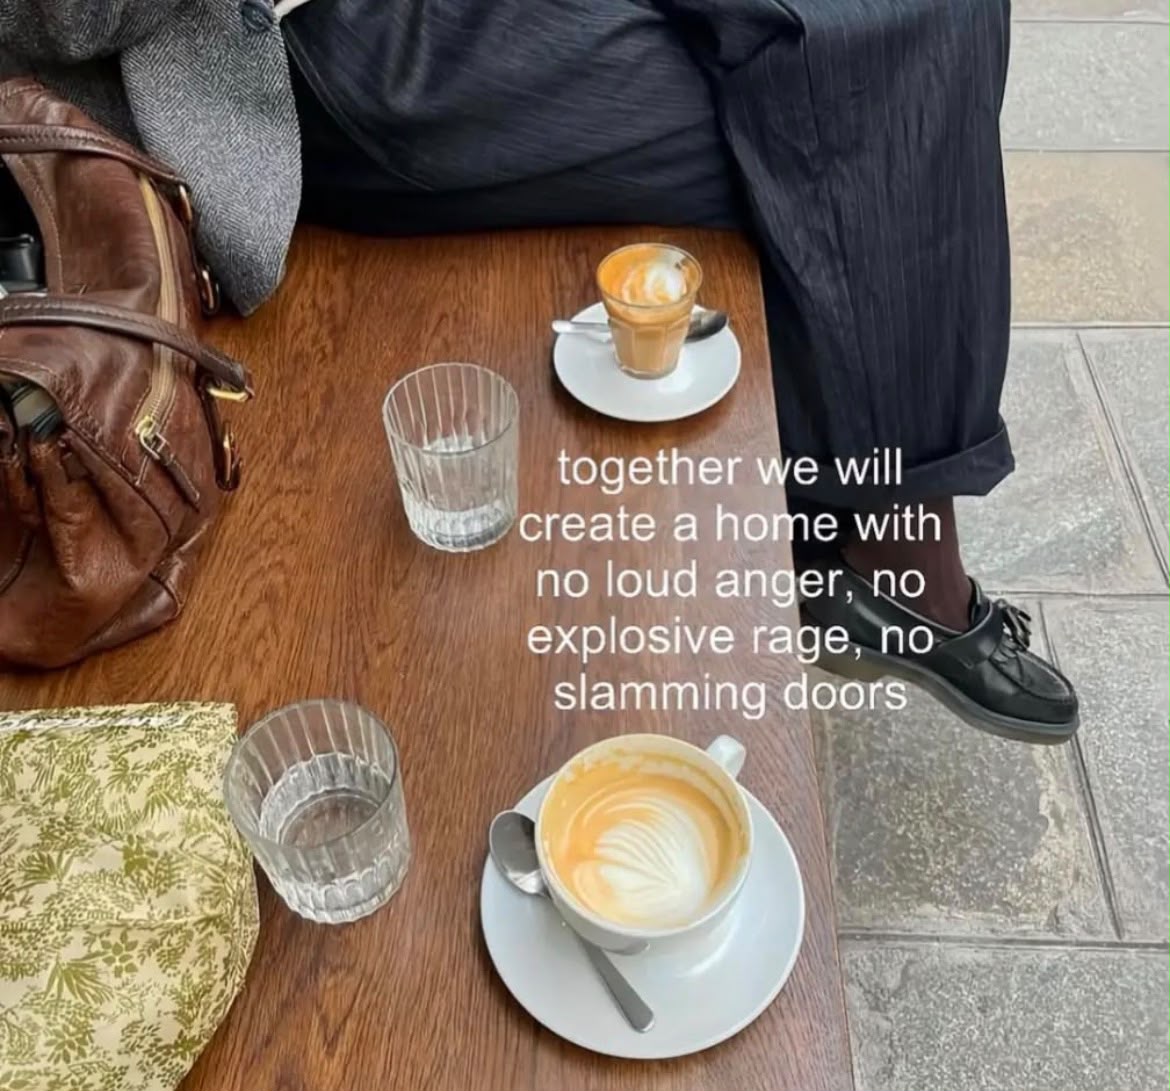 together we will
create a home with
no loud anger, no
explosive rage, no
slamming doors